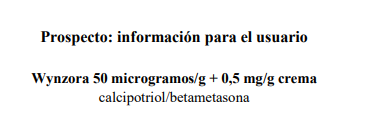 Prospecto: información para el usuario
Wynzora 50 microgramos/g + 0,5 mg/g crema
calcipotriol/betametasona